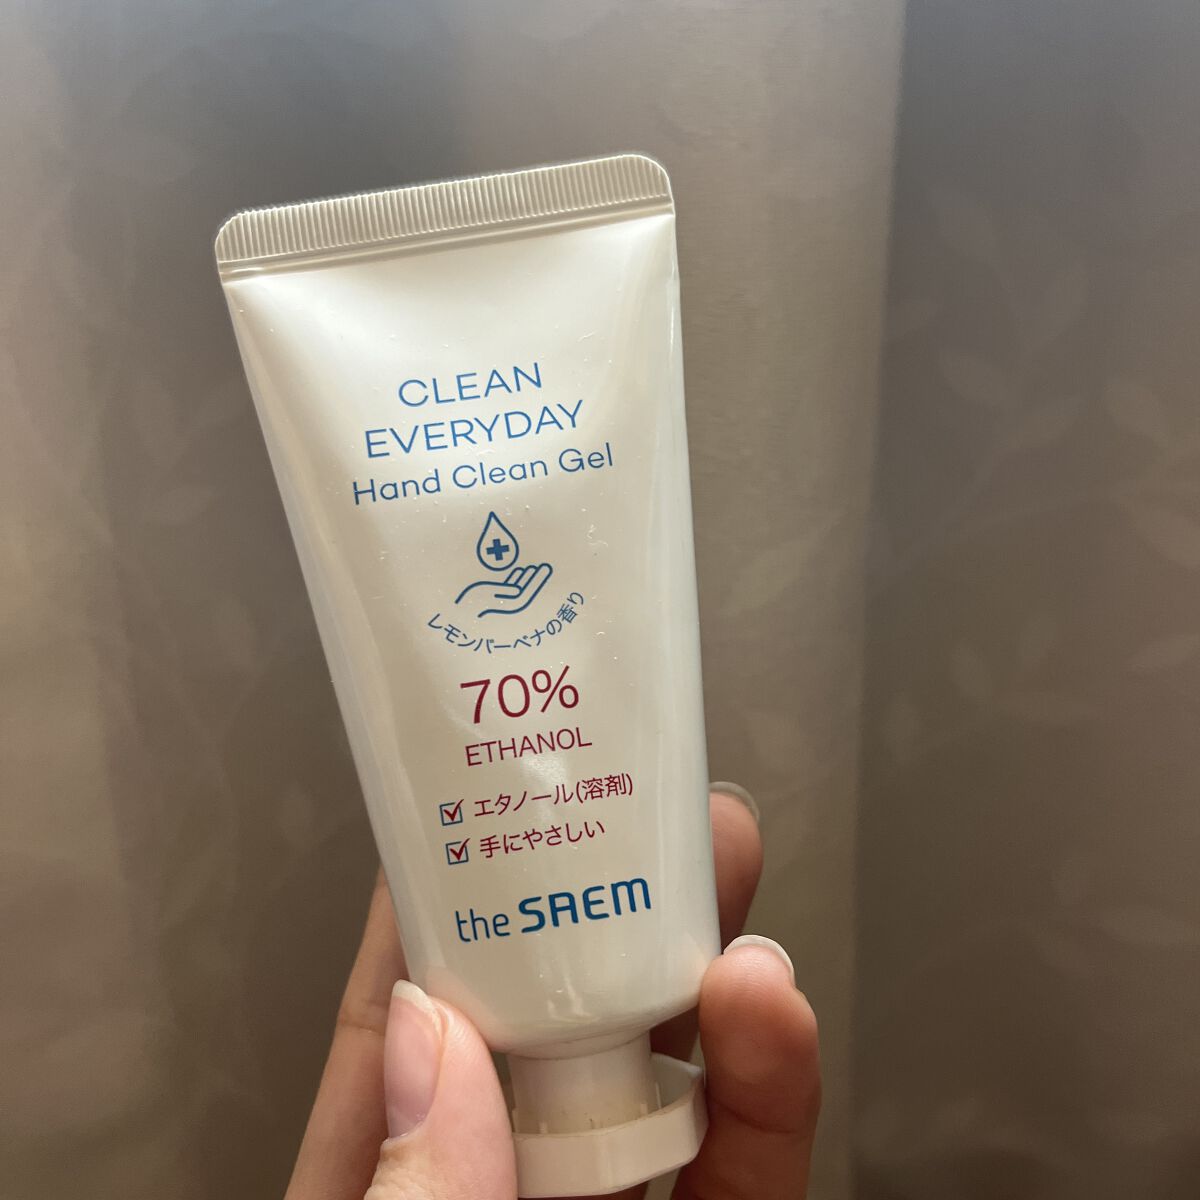 CLEAN
EVERYDAY
Hand Clean Gel
レモンバーベナの香り
70%
ETHANOL
エタノール(溶剤)
手にやさしい
the SAEM